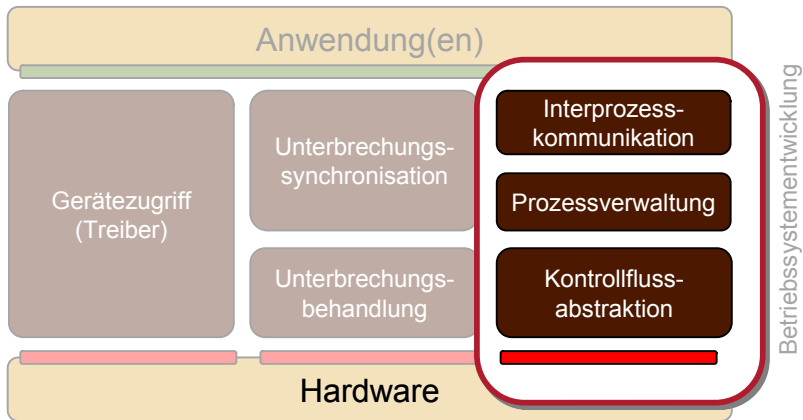 Anwendung(en)
Gerätezugriff
(Treiber)
Unterbrechungs-
synchronisation
Unterbrechungs-
behandlung
Interprozess-
kommunikation
Prozessverwaltung
Kontrollfluss-
abstraktion
Hardware
Betriebssystementwicklung